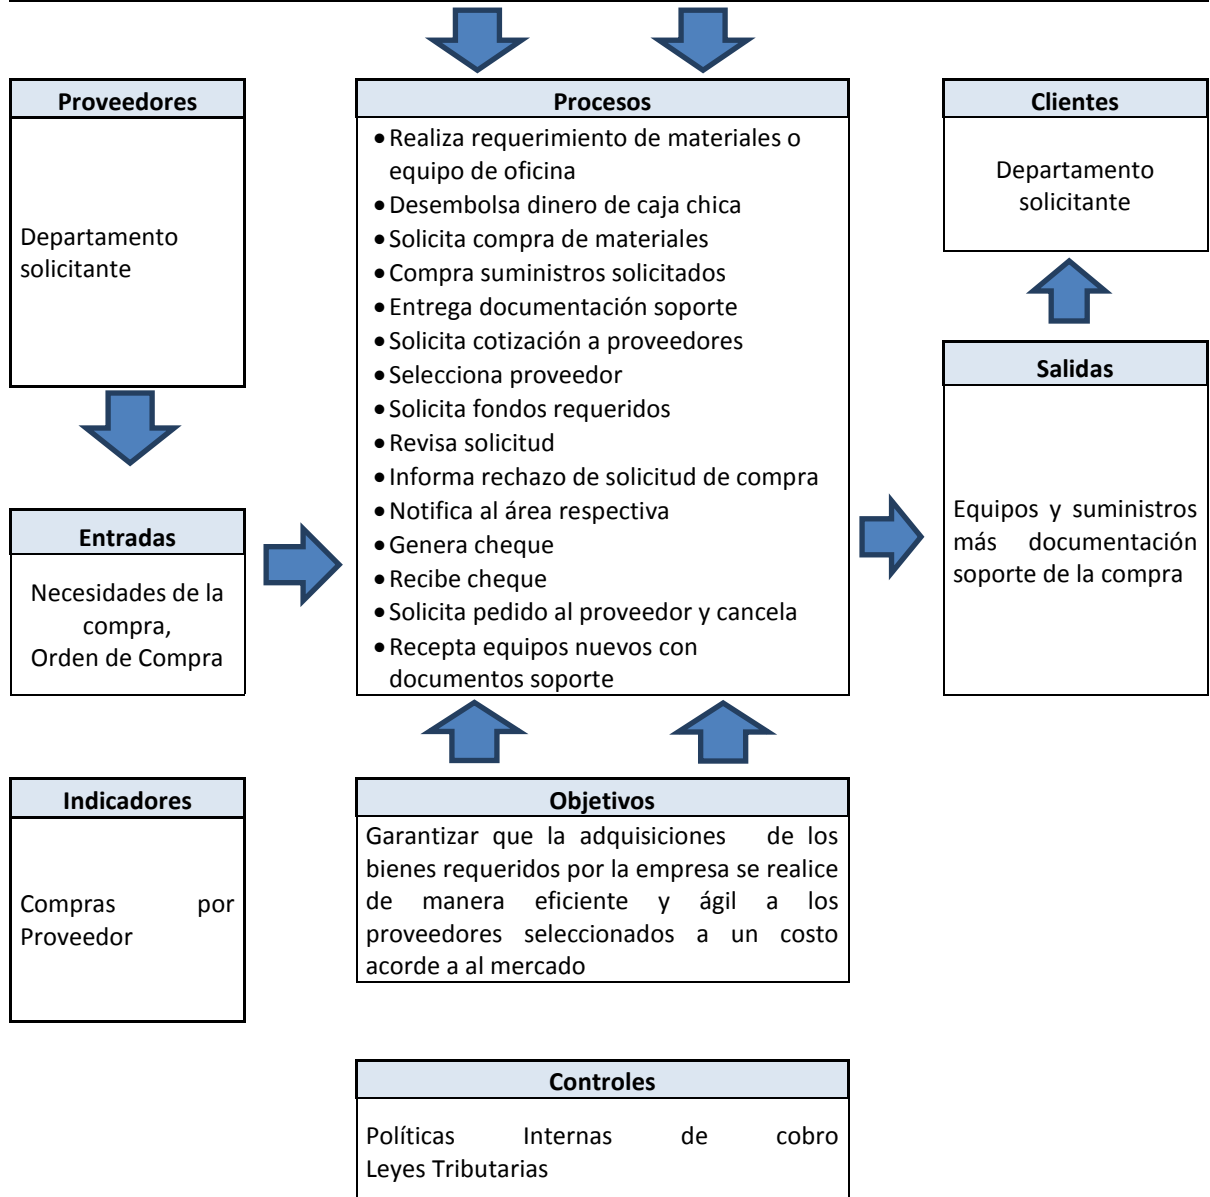 Proveedores
Departamento
solicitante
Entradas
Necesidades de la
compra,
Orden de Compra
Indicadores
Compras por
Proveedor
Procesos
•Realiza requerimiento de materiales o
equipo de oficina
•Desembolsa dinero de caja chica
•Solicita compra de materiales
•Compra suministros solicitados
•Entrega documentación soporte
•Solicita cotización a proveedores
•Selecciona proveedor
•Solicita fondos requeridos
•Revisa solicitud
•Informa rechazo de solicitud de compra
•Notifica al área respectiva
•Genera cheque
•Recibe cheque
•Solicita pedido al proveedor y cancela
•Recepta equipos nuevos con
documentos soporte
Objetivos
Garantizar que la adquisiciones de los
bienes requeridos por la empresa se realice
de manera eficiente y ágil a los
proveedores seleccionados a un costo
acorde a al mercado
Controles
Políticas Internas de cobro
Leyes Tributarias
Clientes
Departamento
solicitante
Salidas
Equipos y suministros
más documentación
soporte de la compra